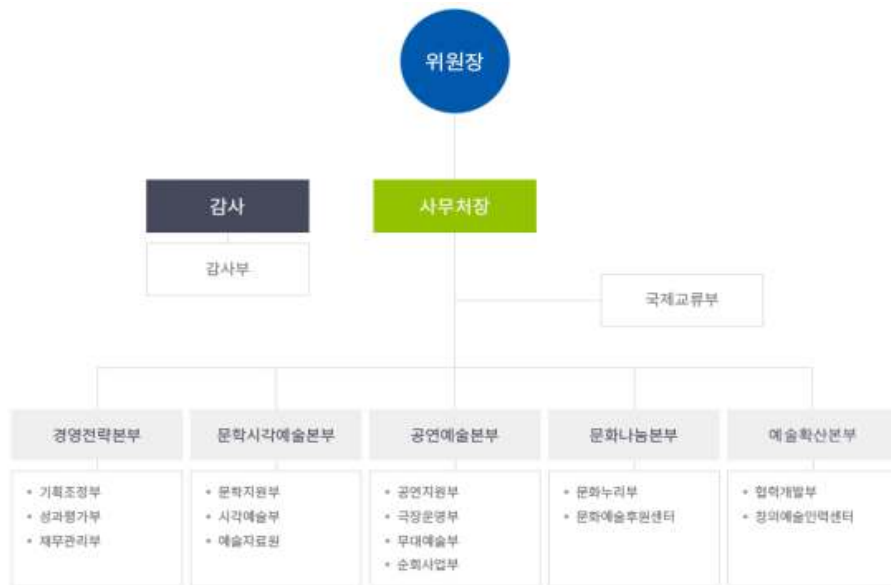 위원장
감사
사무처장
감사부
국제교류부
경영전략본부
문학시각예술본부
공연예술본부
문화나눔본부
예술확산본부
• 기획조정부
• 성과평가부
• 재무관리부
• 문학지원부
• 시각예술부
• 예술자료원
• 공연지원부
• 극장운영부
• 무대예술부
• 순회사업부
• 문화누리부
• 문화예술후원센터
• 협력개발부
• 창의예술인력센터